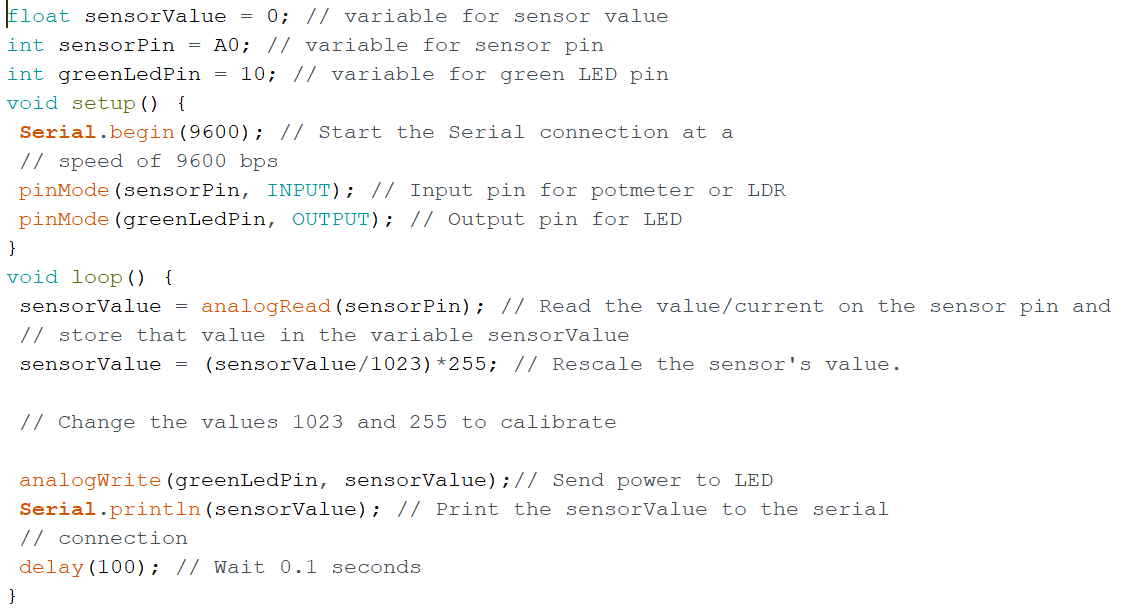 float sensorValue = 0; // variable for sensor value
int sensorPin = A0; // variable for sensor pin
int greenLedPin = 10; // variable for green LED pin
void setup() {
 Serial.begin(9600); // Start the Serial connection at a
 // speed of 9600 bps
 pinMode(sensorPin, INPUT); // Input pin for potmeter or LDR
 pinMode(greenLedPin, OUTPUT); // Output pin for LED
}
void loop() {
 sensorValue = analogRead(sensorPin); // Read the value/current on the sensor pin and
 // store that value in the variable sensorValue
 sensorValue = (sensorValue/1023)*255; // Rescale the sensor's value.
 // Change the values 1023 and 255 to calibrate
 analogWrite(greenLedPin, sensorValue);// Send power to LED
 Serial.println(sensorValue); // Print the sensorValue to the serial
 // connection
 delay(100); // Wait 0.1 seconds
}